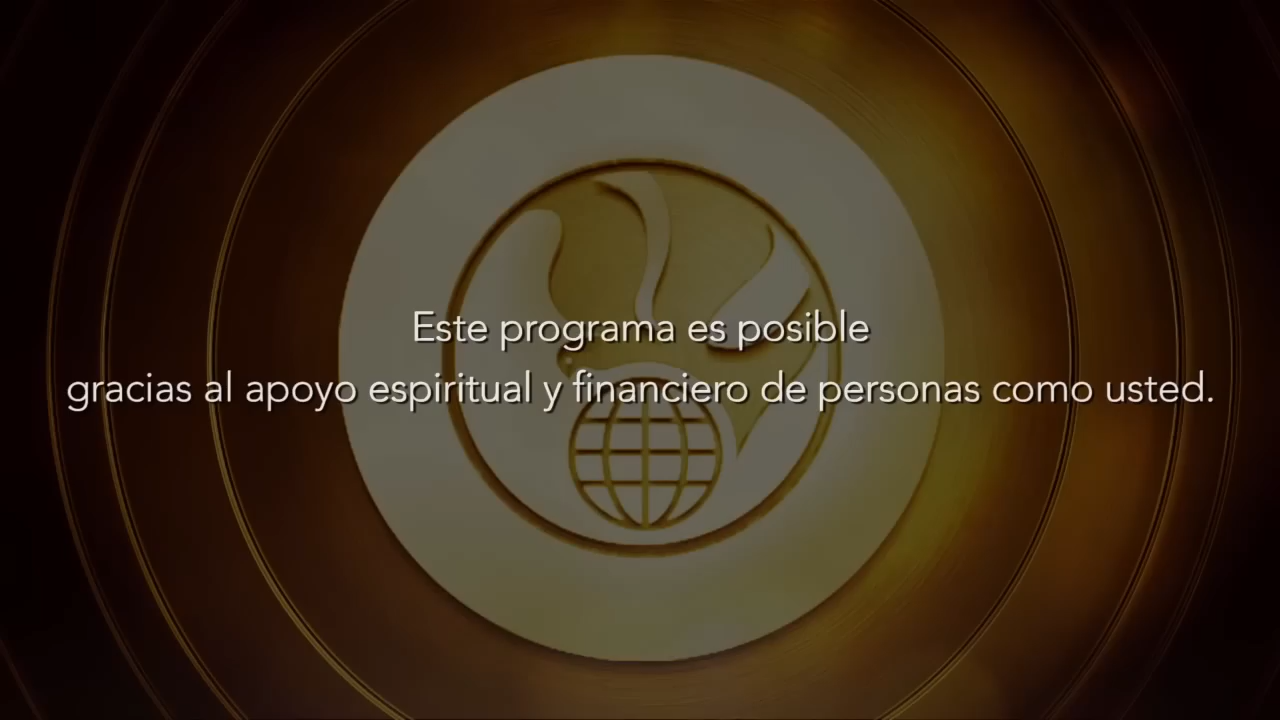 Este programa es posible
gracias al apoyo espiritual y financiero de personas como usted.